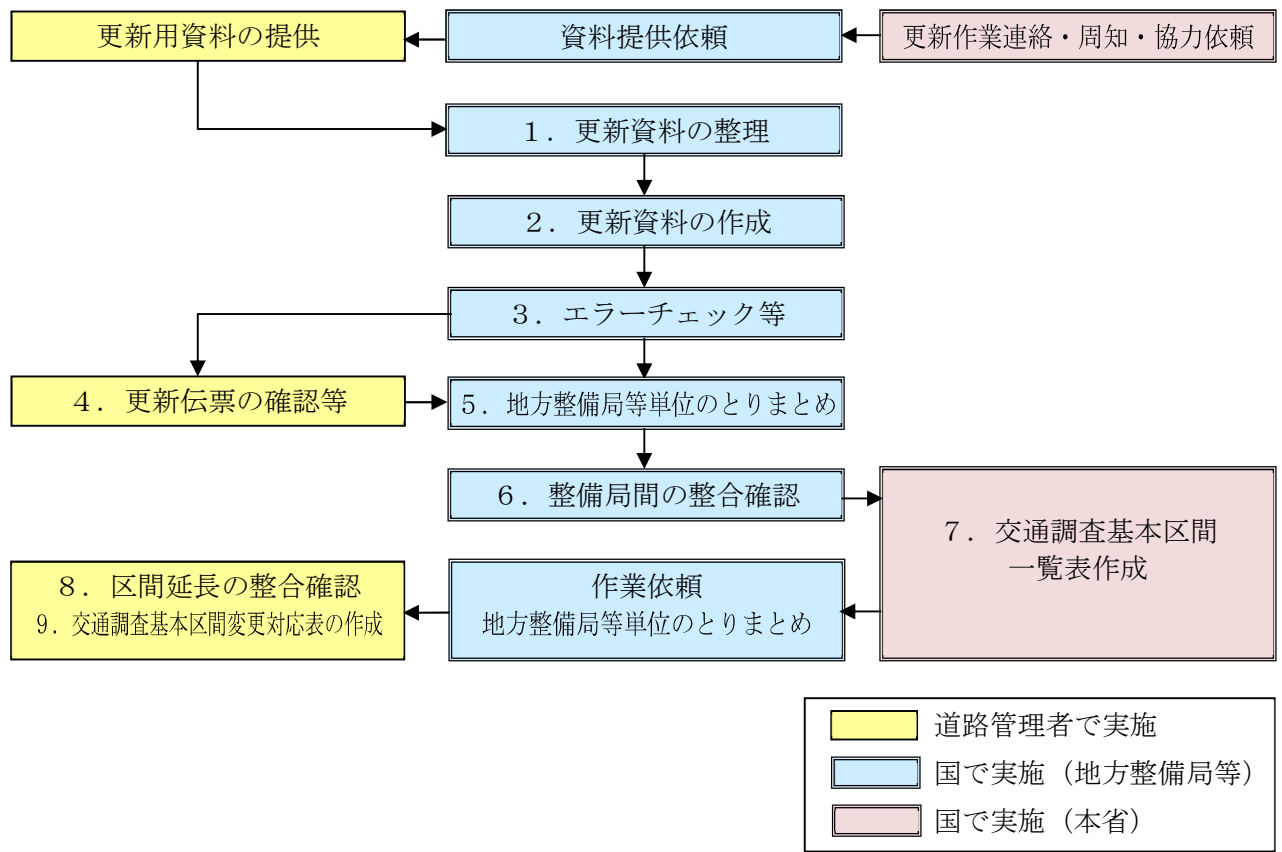 更新用資料の提供
資料提供依頼
更新作業連絡・周知・協力依頼
１．更新資料の整理
２．更新資料の作成
３．エラーチェック等
４．更新伝票の確認等
５．地方整備局等単位のとりまとめ
６．整備局間の整合確認
７．交通調査基本区間
一覧表作成
８．区間延長の整合確認
９．交通調査基本区間変更対応表の作成
作業依頼
地方整備局等単位のとりまとめ
道路管理者で実施
国で実施（地方整備局等）
国で実施（本省）